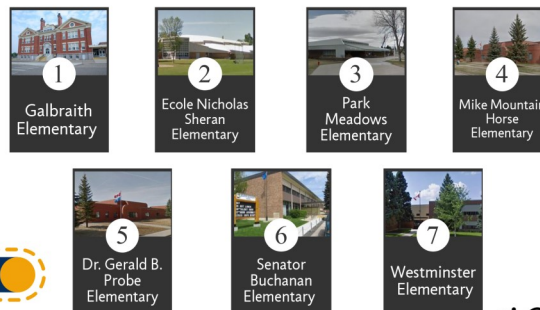 1
Galbraith
Elementary
2
Ecole Nicholas
Sheran
Elementary
3
Park
Meadows
Elementary
4
Mike Mountain
Horse
Elementary
5
Dr. Gerald B.
Probe
Elementary
6
Senator
Buchanan
Elementary
7
Westminster
Elementary